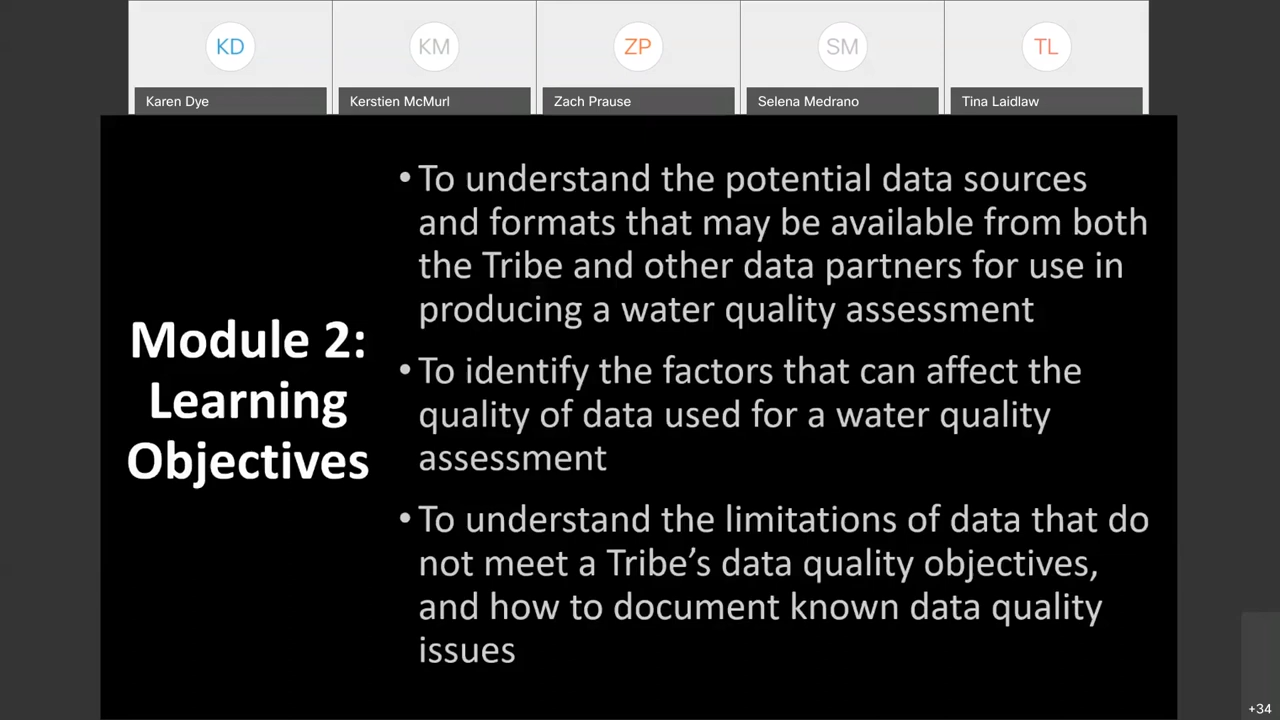 KD
KM
ZP
SM
TL
Karen Dye
Kerstien McMurl
Zach Prause
Selena Medrano
Tina Laidlaw
Module 2:
Learning
Objectives
• To understand the potential data sources
and formats that may be available from both
the Tribe and other data partners for use in
producing a water quality assessment
• To identify the factors that can affect the
quality of data used for a water quality
assessment
• To understand the limitations of data that do
not meet a Tribe’s data quality objectives,
and how to document known data quality
issues
+34